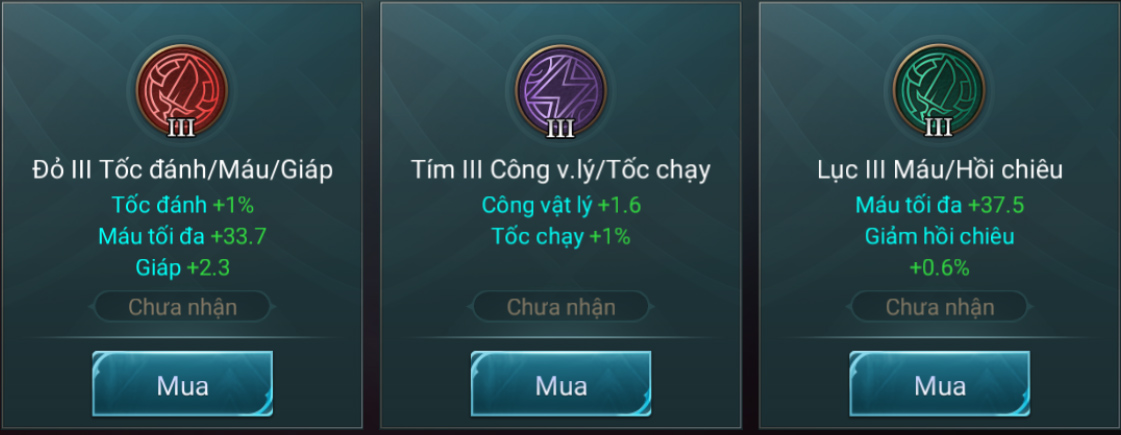 III
Đỏ III Tốc đánh/Máu/Giáp
Tốc đánh +1%
Máu tối đa +33.7
Giáp +2.3
Chưa nhận
Mua
III
Tím III Công v.lý/Tốc chạy
Công vật lý +1.6
Tốc chạy +1%
Chưa nhận
Mua
III
Lục III Máu/Hồi chiêu
Máu tối đa +37.5
Giảm hồi chiêu
+0.6%
Chưa nhận
Mua